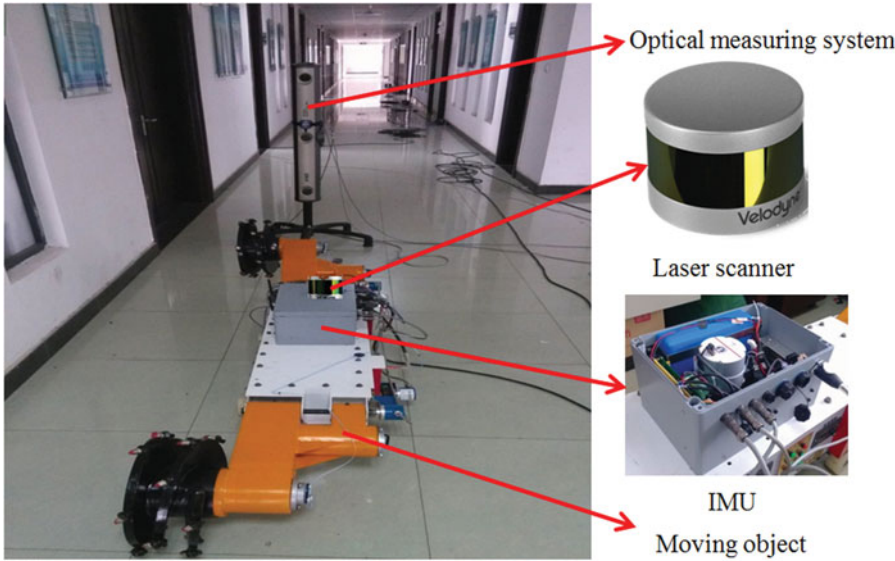 Optical measuring system
Velodyne
Laser scanner
IMU
Moving object